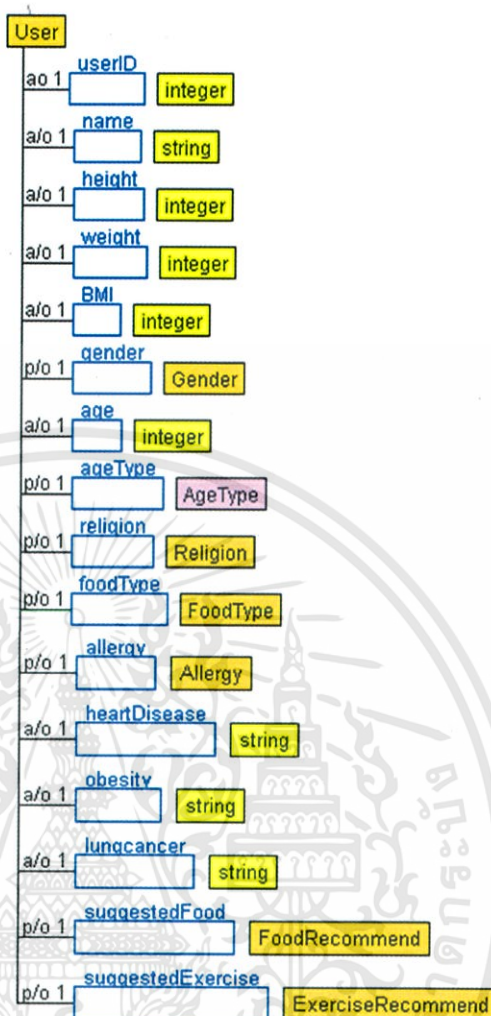 User
userID
ao 1
integer
name
a/o 1
string
height
a/o 1
integer
weight
a/o 1
integer
BMI
a/o 1
integer
gender
p/o 1
Gender
age
a/o 1
integer
ageType
p/o 1
AgeType
religion
p/o 1
Religion
foodType
p/o 1
FoodType
allergy
p/o 1
Allergy
heartDisease
a/o 1
string
obesity
a/o 1
string
lungcancer
a/o 1
string
suggestedFood
p/o 1
FoodRecommend
suggestedExercise
p/o 1
ExerciseRecommend